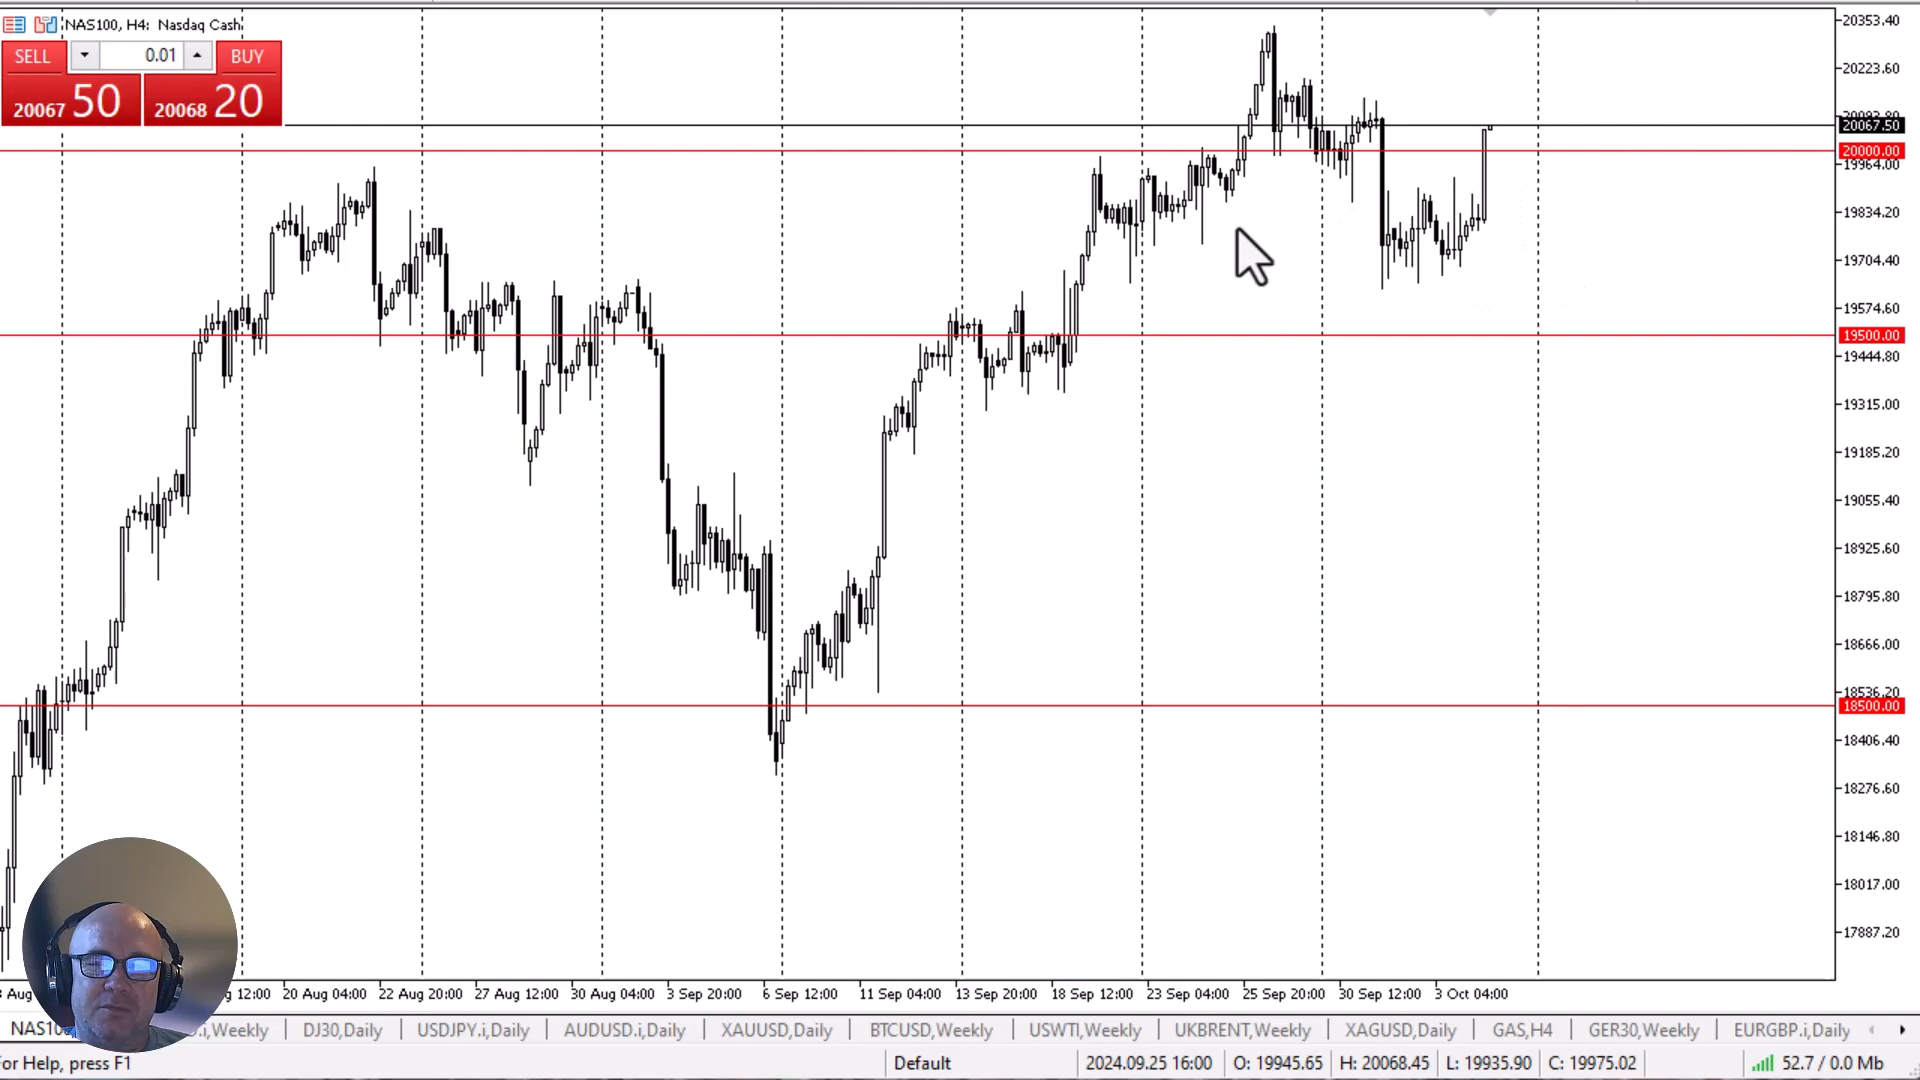 NAS100, H4: Nasdaq Cash
SELL
0.01
BUY
20067 50
20068 20
20353.40
20223.60
20067.50
20000.00
19964.00
19834.20
19704.40
19574.60
19500.00
19444.80
19315.00
19185.20
19055.40
18925.60
18795.80
18666.00
18536.20
18500.00
18406.40
18276.60
18146.80
18017.00
17887.20
Aug
12:00
20 Aug 04:00
22 Aug 20:00
27 Aug 12:00
30 Aug 04:00
3 Sep 20:00
6 Sep 12:00
11 Sep 04:00
13 Sep 20:00
18 Sep 12:00
23 Sep 04:00
25 Sep 20:00
30 Sep 12:00
3 Oct 04:00
NAS100
.i,Weekly
DJ30,Daily
USDJPY.i,Daily
AUDUSD.i,Daily
XAUUSD,Daily
BTCUSD,Weekly
USWTI,Weekly
UKBRENT,Weekly
XAGUSD,Daily
GAS,H4
GER30,Weekly
EURGBP.i,Daily
For Help, press F1
Default
2024.09.25 16:00
O: 19945.65
H: 20068.45
L: 19935.90
C: 19975.02
52.7 / 0.0 Mb